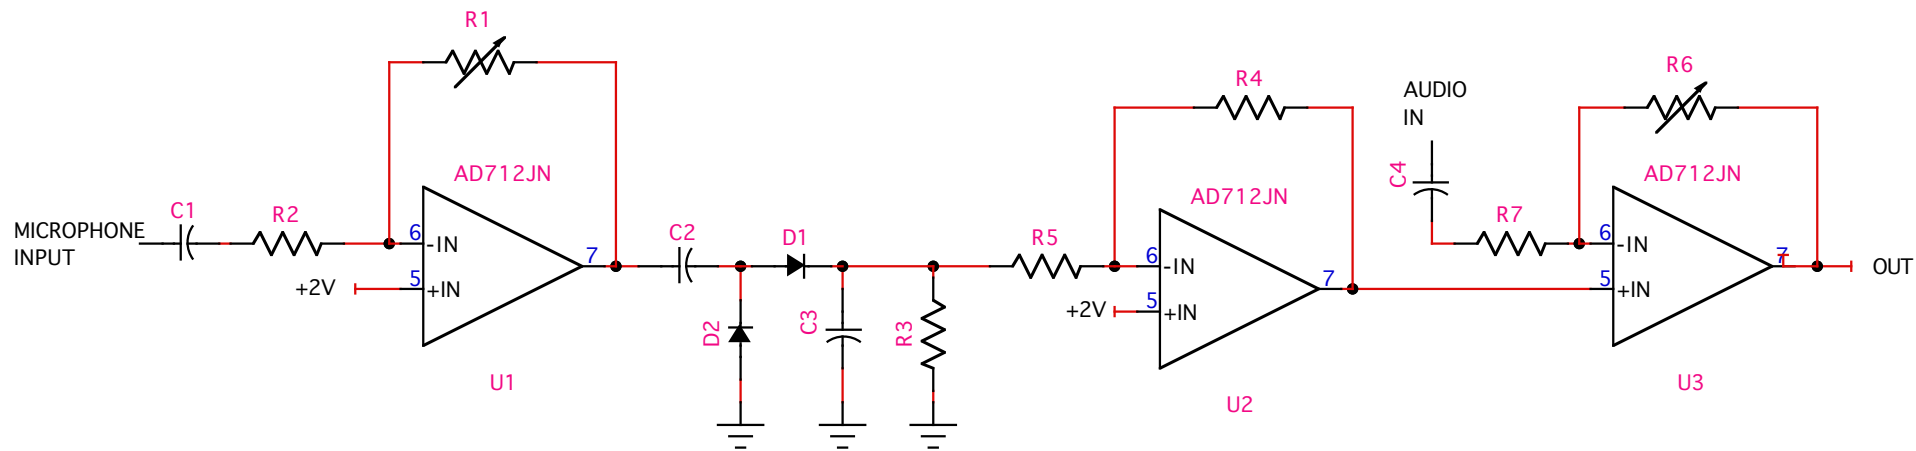 R1
AD712JN
MICROPHONE
INPUT
C1
R2
6
-IN
5
+IN
+2V
7
U1
C2
D1
D2
C3
R3
R5
R4
AD712JN
6
-IN
+2V
5
+IN
7
U2
AUDIO
IN
C4
R7
R6
AD712JN
6
-IN
5
+IN
7
OUT
U3